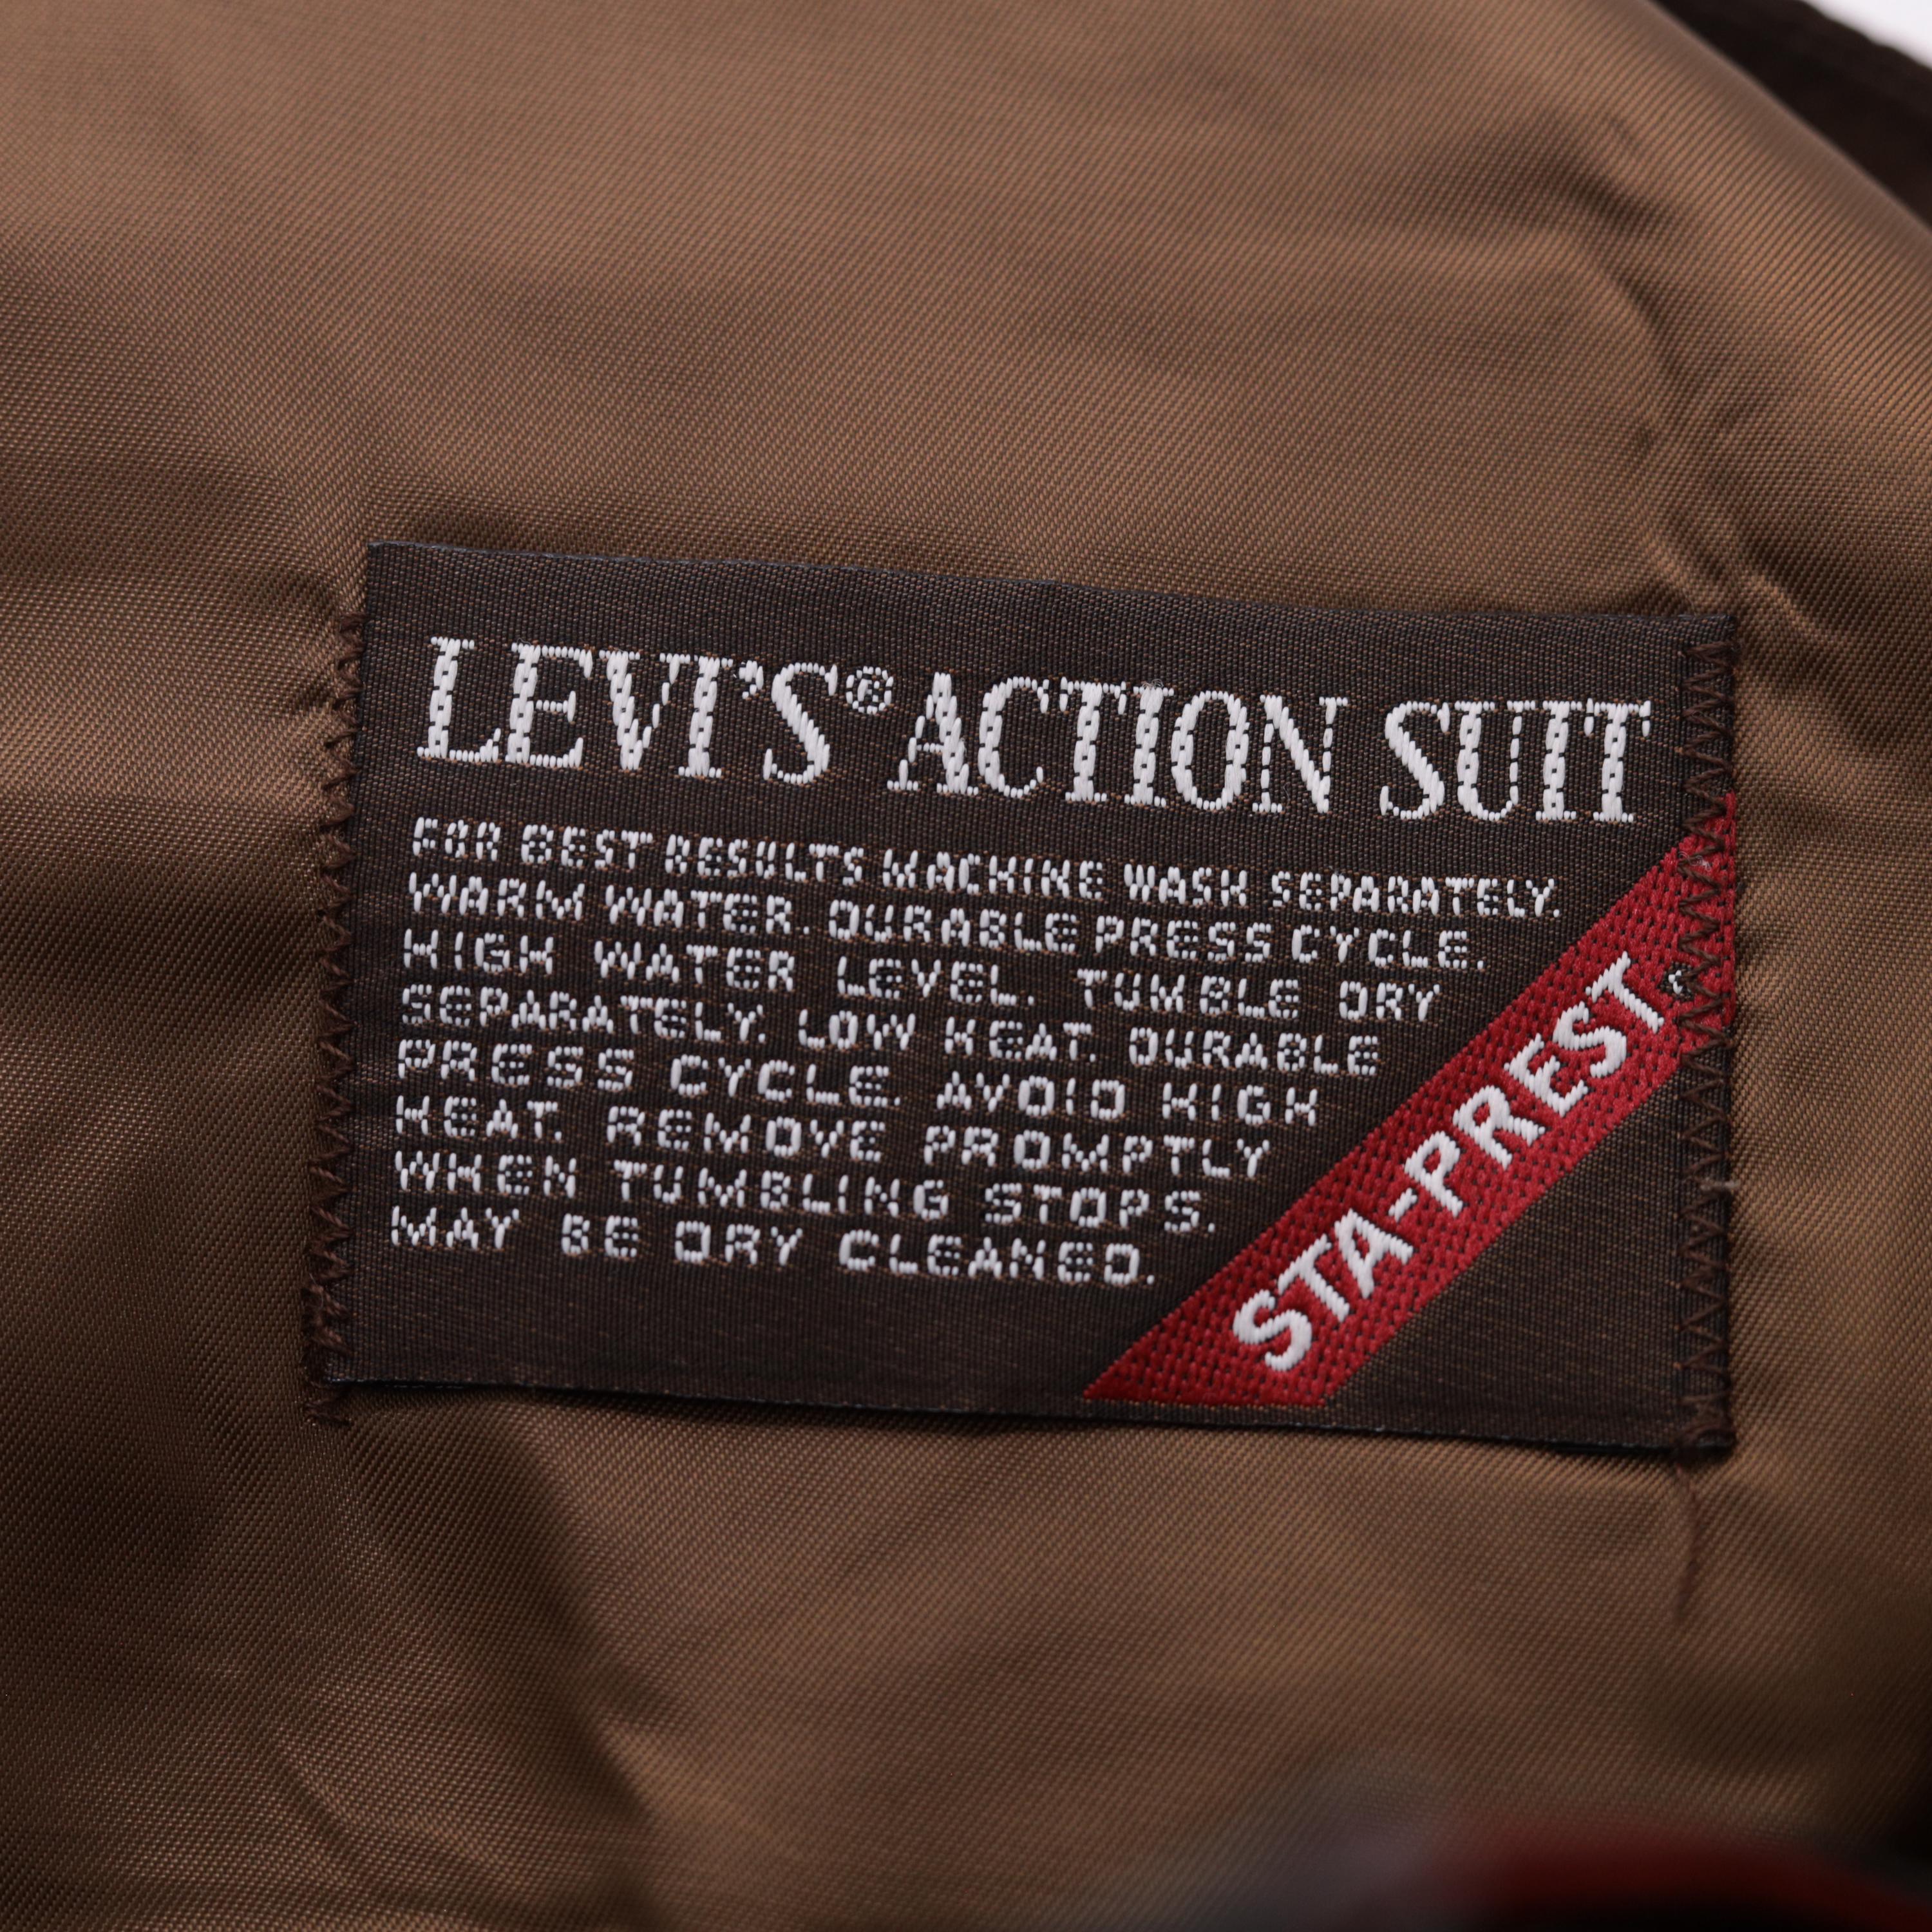 LEVI'S® ACTION SUIT
FOR BEST RESULTS MACHINE WASH SEPARATELY.
WARM WATER. DURABLE PRESS CYCLE.
HIGH WATER LEVEL. TUMBLE DRY
SEPARATELY. LOW HEAT. DURABLE
PRESS CYCLE. AVOID HIGH
HEAT. REMOVE PROMPTLY
WHEN TUMBLING STOPS.
MAY BE DRY CLEANED.
STA-PREST